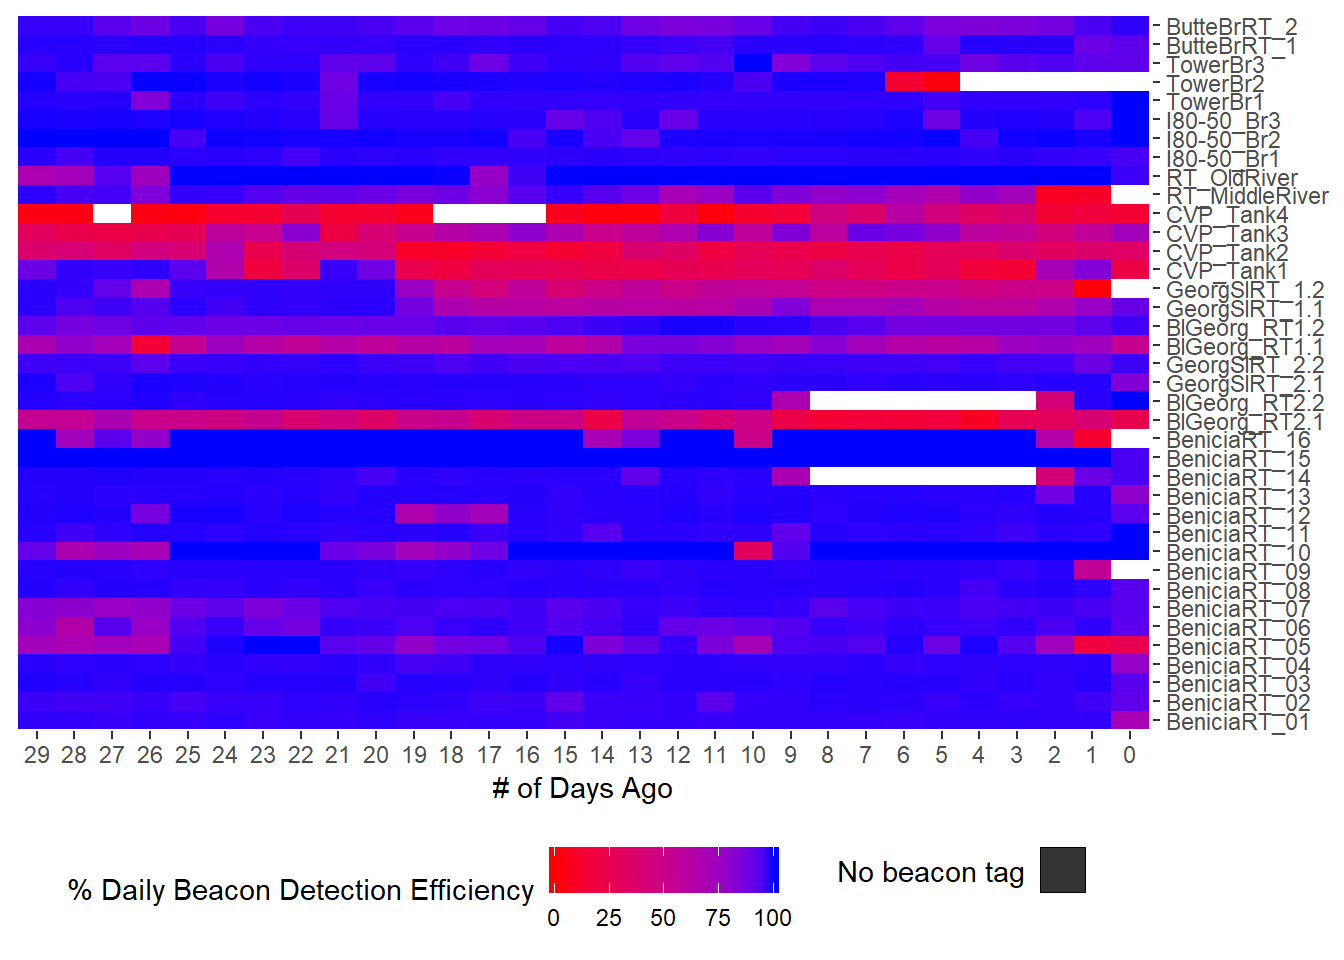 ButteBrRT_2
ButteBrRT_1
TowerBr3
TowerBr2
TowerBr1
I80-50_Br3
I80-50_Br2
I80-50_Br1
RT_OldRiver
RT_MiddleRiver
CVP_Tank4
CVP_Tank3
CVP_Tank2
CVP_Tank1
GeorgSlRT_1.2
GeorgSlRT_1.1
BlGeorg_RT1.2
BlGeorg_RT1.1
GeorgSlRT_2.2
GeorgSlRT_2.1
BlGeorg_RT2.2
BlGeorg_RT2.1
BeniciaRT_16
BeniciaRT_15
BeniciaRT_14
BeniciaRT_13
BeniciaRT_12
BeniciaRT_11
BeniciaRT_10
BeniciaRT_09
BeniciaRT_08
BeniciaRT_07
BeniciaRT_06
BeniciaRT_05
BeniciaRT_04
BeniciaRT_03
BeniciaRT_02
BeniciaRT_01
29 28 27 26 25 24 23 22 21 20 19 18 17 16 15 14 13 12 11 10 9 8 7 6 5 4 3 2 1 0
# of Days Ago
% Daily Beacon Detection Efficiency
0 25 50 75 100
No beacon tag